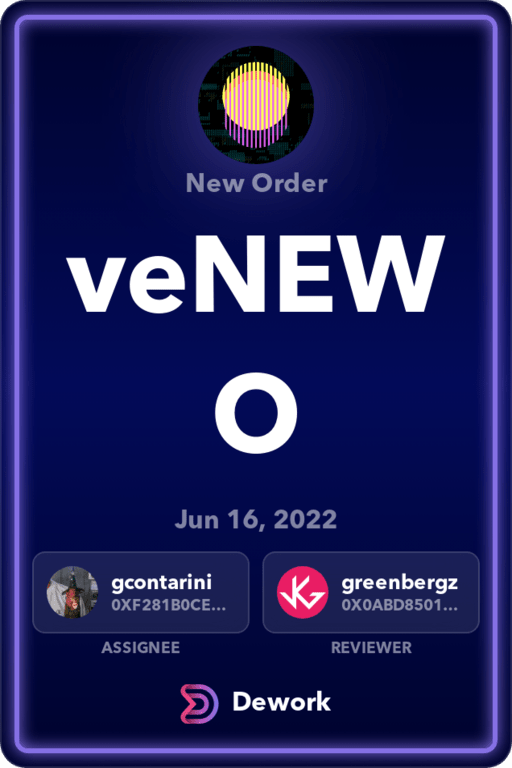 New Order
veNEW
O
Jun 16, 2022
gcontarini
0XF281B0CE...
ASSIGNEE
greenbergz
0X0ABD8501...
REVIEWER
Dework